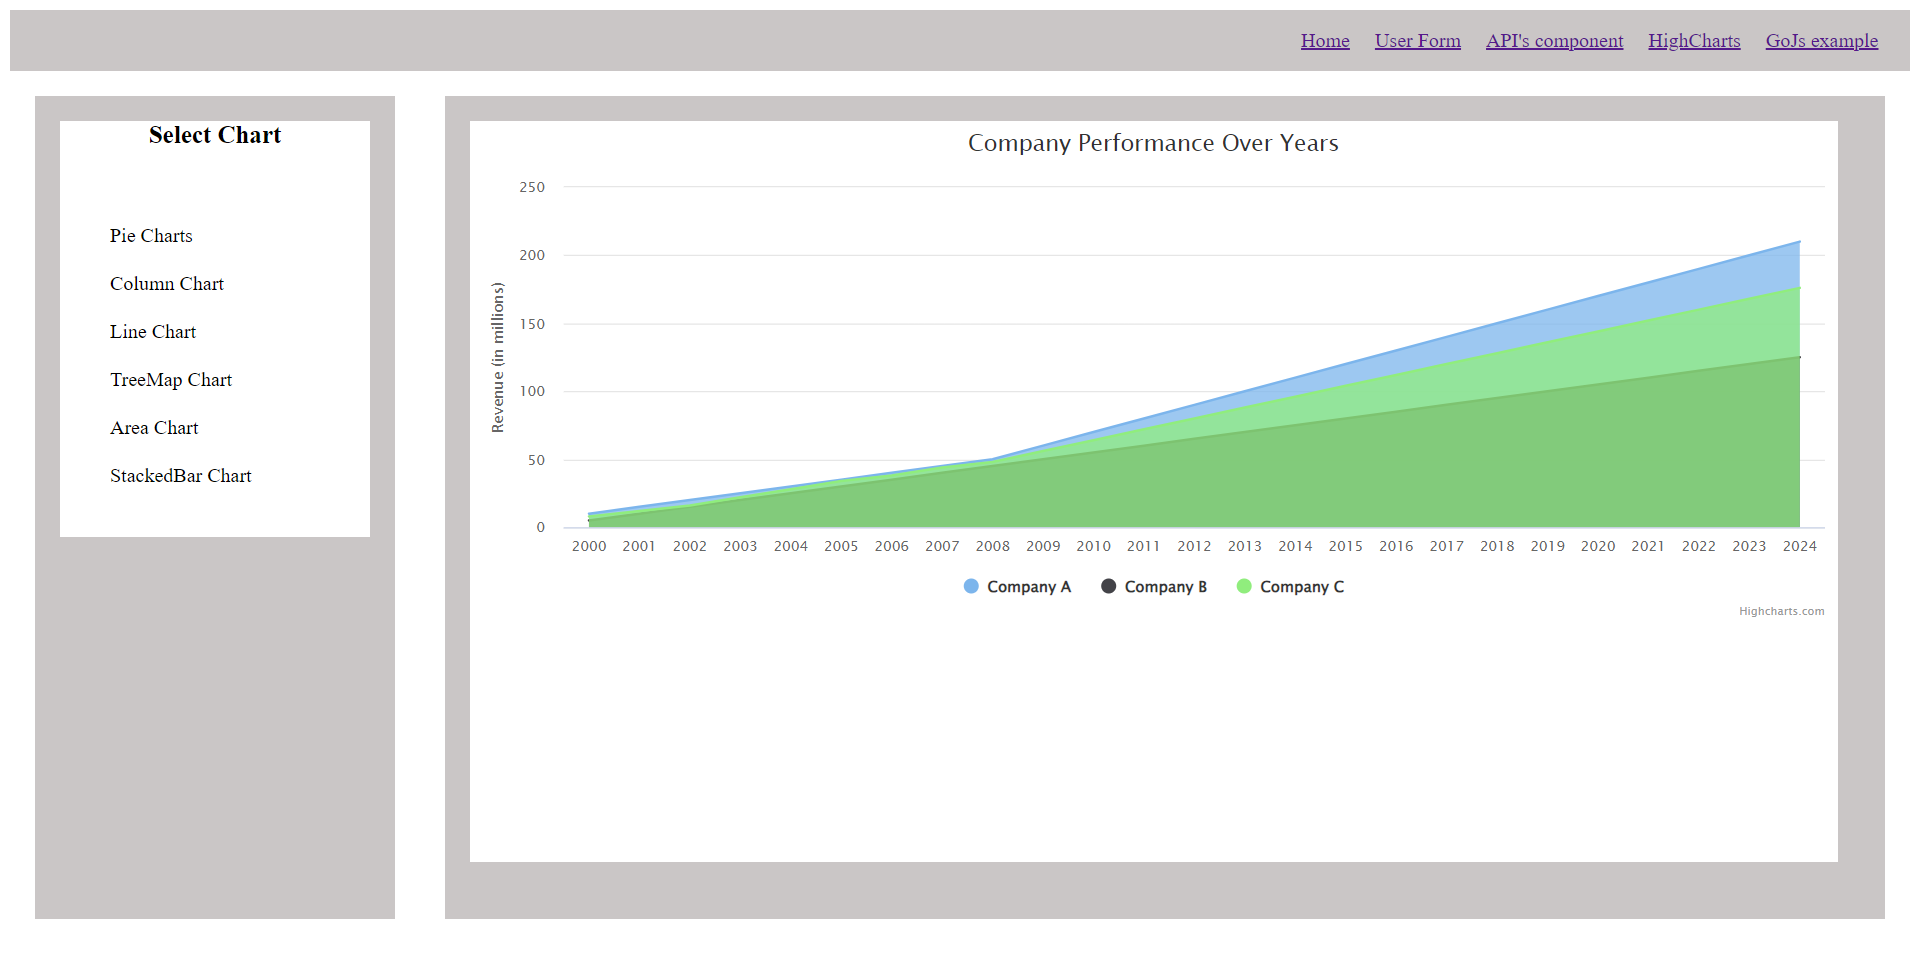 Home User Form API's component HighCharts GoJs example
Select Chart
Pie Charts
Column Chart
Line Chart
TreeMap Chart
Area Chart
StackedBar Chart
Company Performance Over Years
Revenue (in millions)
250
200
150
100
50
0
2000 2001 2002 2003 2004 2005 2006 2007 2008 2009 2010 2011 2012 2013 2014 2015 2016 2017 2018 2019 2020 2021 2022 2023 2024
Company A Company B Company C
Highcharts.com